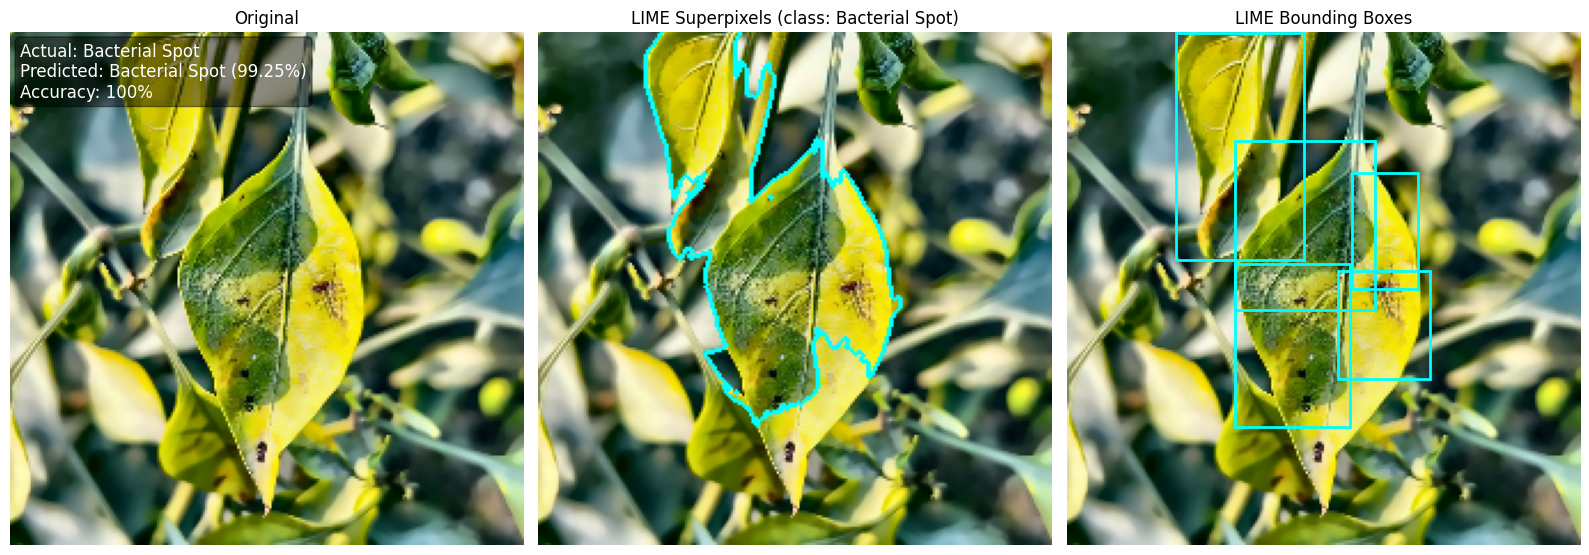 Original
LIME Superpixels (class: Bacterial Spot)
LIME Bounding Boxes
Actual: Bacterial Spot
Predicted: Bacterial Spot (99.25%)
Accuracy: 100%